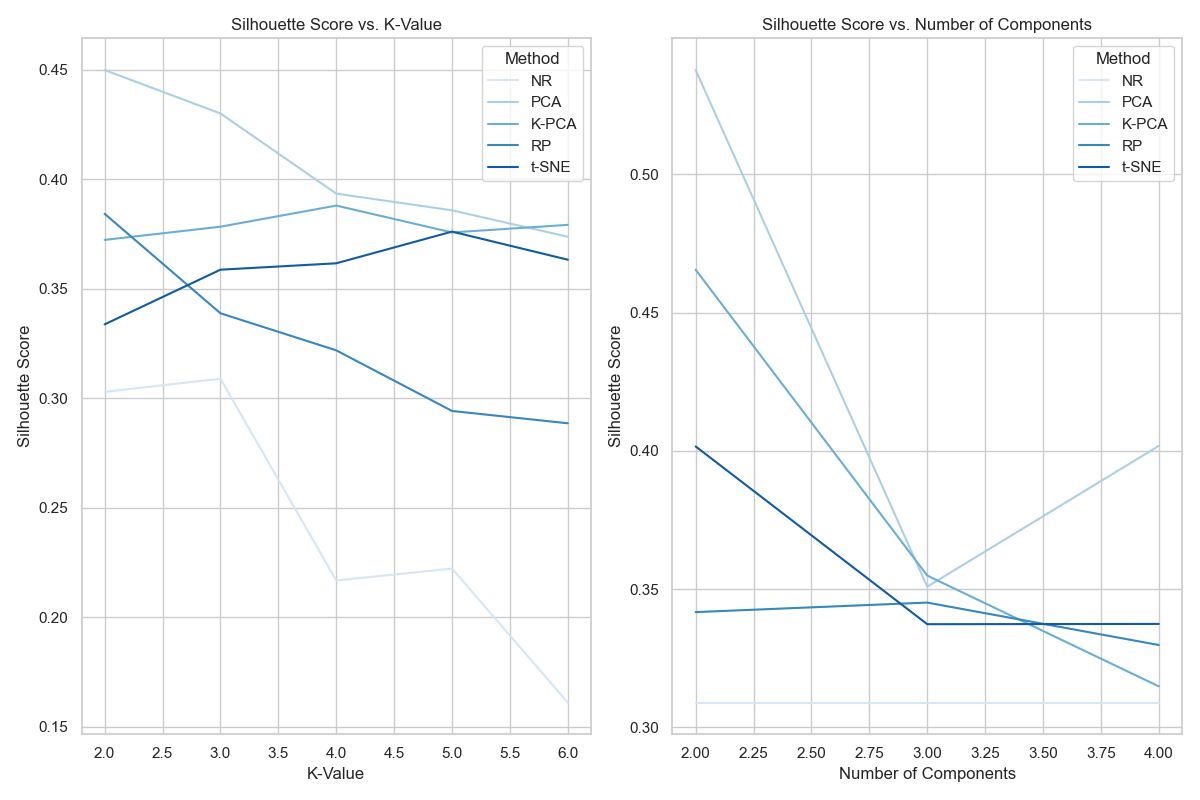 Silhouette Score vs. K-Value
Silhouette Score
0.45
0.40
0.35
0.30
0.25
0.20
0.15
2.0 2.5 3.0 3.5 4.0 4.5 5.0 5.5 6.0
K-Value
Method
NR
PCA
K-PCA
RP
t-SNE
Silhouette Score vs. Number of Components
Silhouette Score
0.50
0.45
0.40
0.35
0.30
2.00 2.25 2.50 2.75 3.00 3.25 3.50 3.75 4.00
Number of Components
Method
NR
PCA
K-PCA
RP
t-SNE